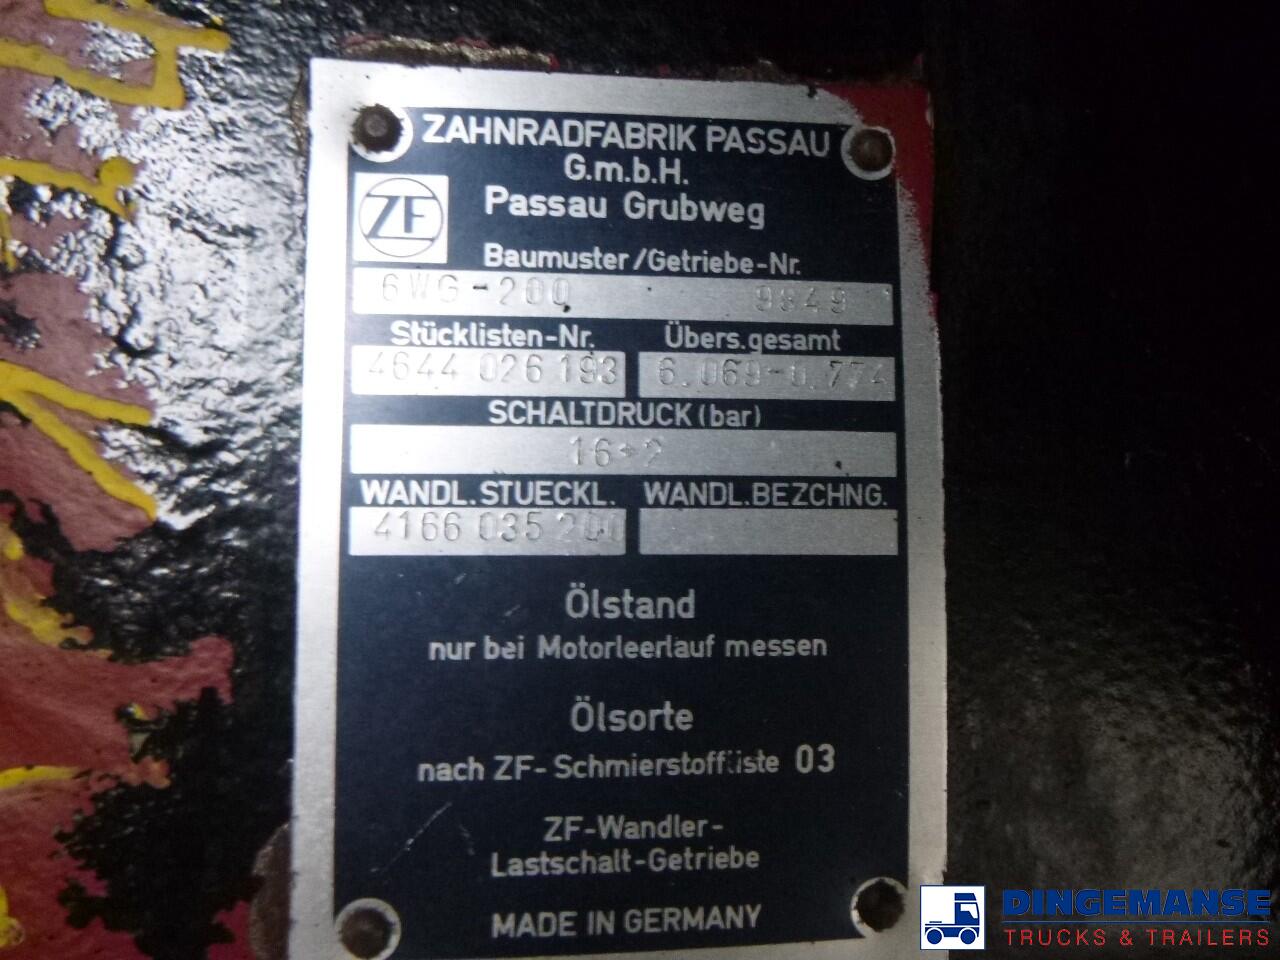 ZAHNRADFABRIK PASSAU
G.m.b.H.
ZF
Passau Grubweg
Baumuster/Getriebe-Nr.
6WG-200 9849
Stücklisten-Nr. Übers.gesamt
4644 026 193 6.069-0.774
SCHALTDRUCK (bar)
16+2
WANDL.STUECKL. WANDL.BEZCHNG.
4166 035 200
Ölstand
nur bei Motorleerlauf messen
Ölsorte
nach ZF-Schmierstoffliste 03
ZF-Wandler-
Lastschalt-Getriebe
MADE IN GERMANY
DINGEMANSE
TRUCKS & TRAILERS